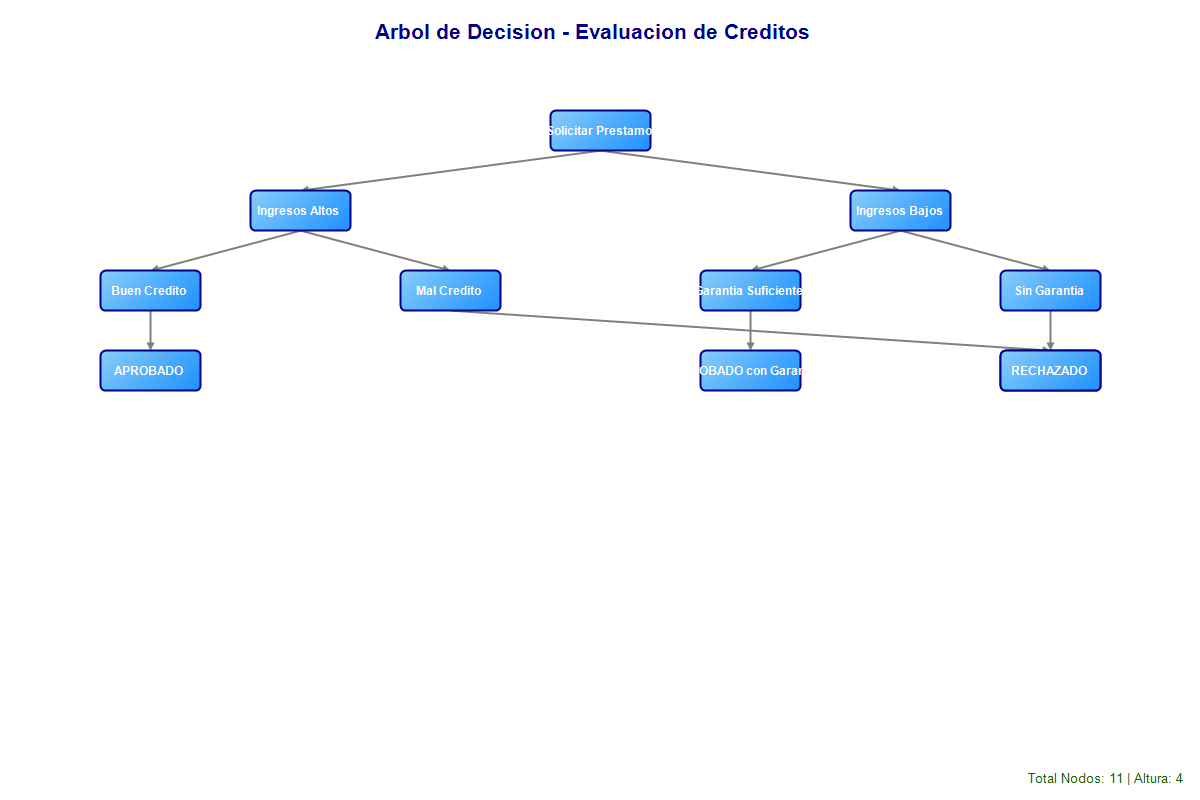 Arbol de Decision - Evaluacion de Creditos
Solicitar Prestamo
Ingresos Altos
Ingresos Bajos
Buen Credito
Mal Credito
Garantia Suficiente
Sin Garantia
APROBADO
OBADO con Garan
RECHAZADO
Total Nodos: 11 | Altura: 4